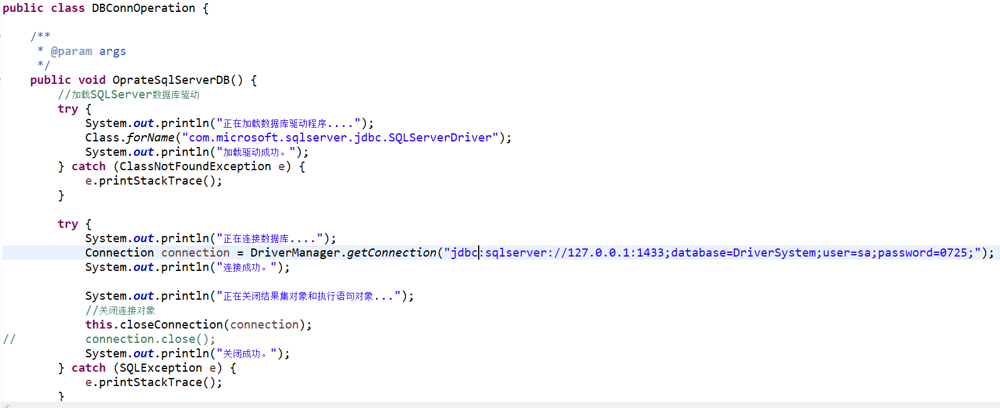 public class DBConnOperation {
/**
* @param args
*/
public void OprateSqlServerDB() {
//加载SQLServer数据库驱动
try {
System.out.println("正在加载数据库驱动程序....");
Class.forName("com.microsoft.sqlserver.jdbc.SQLServerDriver");
System.out.println("加载驱动成功。");
} catch (ClassNotFoundException e) {
e.printStackTrace();
}
try {
System.out.println("正在连接数据库....");
Connection connection = DriverManager.getConnection("jdbc:sqlserver://127.0.0.1:1433;database=DriverSystem;user=sa;password=0725;");
System.out.println("连接成功。");
System.out.println("正在关闭结果集对象和执行语句对象...");
//关闭连接对象
this.closeConnection(connection);
// connection.close();
System.out.println("关闭成功。");
} catch (SQLException e) {
e.printStackTrace();
}